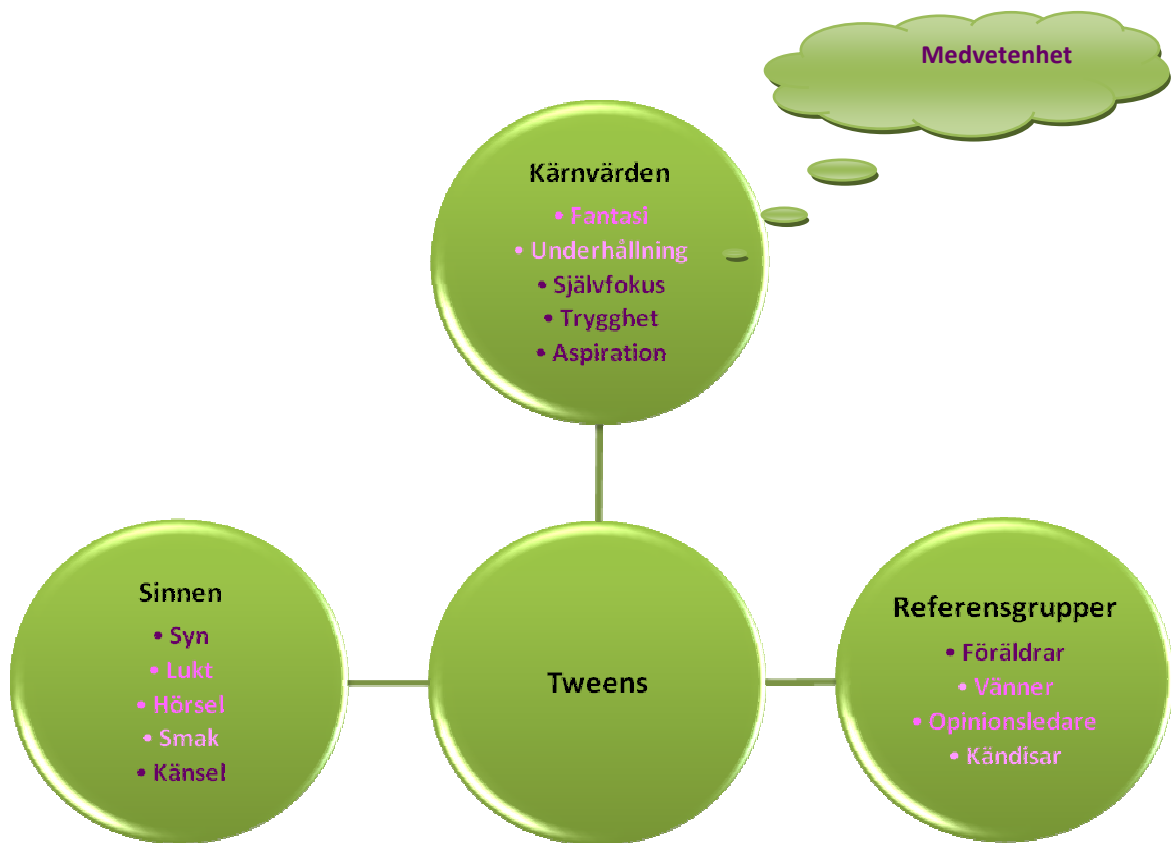 Medvetenhet
Kärnvärden
• Fantasi
• Underhållning
• Självfokus
• Trygghet
• Aspiration
Sinnen
• Syn
• Lukt
• Hörsel
• Smak
• Känsel
Tweens
Referensgrupper
• Föräldrar
• Vänner
• Opinionsledare
• Kändisar